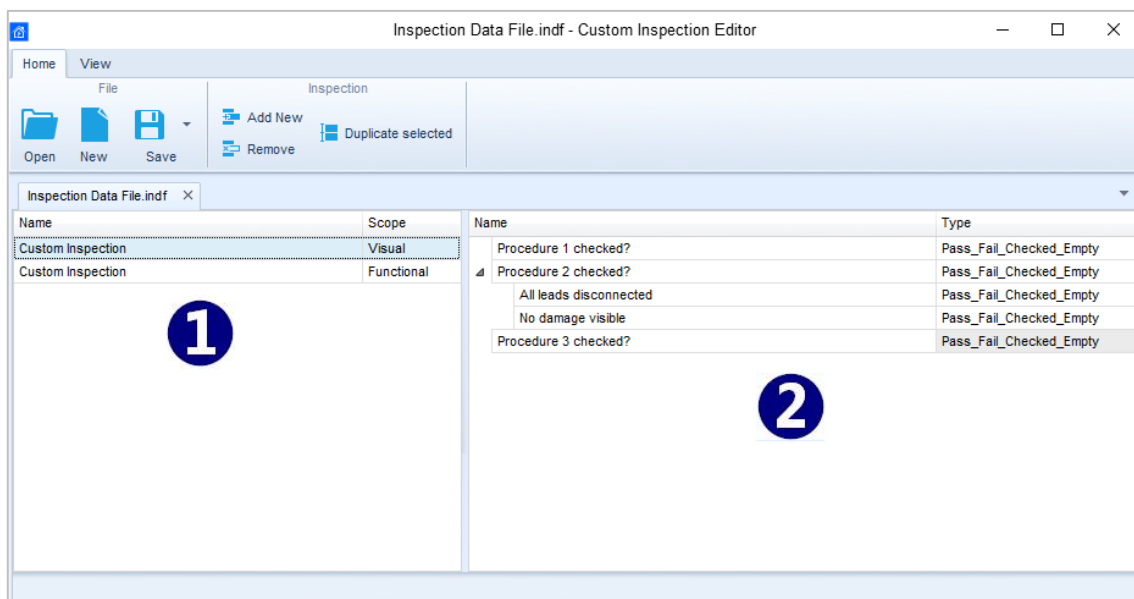 Inspection Data File.indf - Custom Inspection Editor
Home View
File Inspection
Open New Save Add New Remove Duplicate selected
Inspection Data File.indf
Name Scope Name Type
Custom Inspection Visual Procedure 1 checked? Pass_Fail_Checked_Empty
Custom Inspection Functional Procedure 2 checked? Pass_Fail_Checked_Empty
All leads disconnected Pass_Fail_Checked_Empty
No damage visible Pass_Fail_Checked_Empty
Procedure 3 checked? Pass_Fail_Checked_Empty
1
2